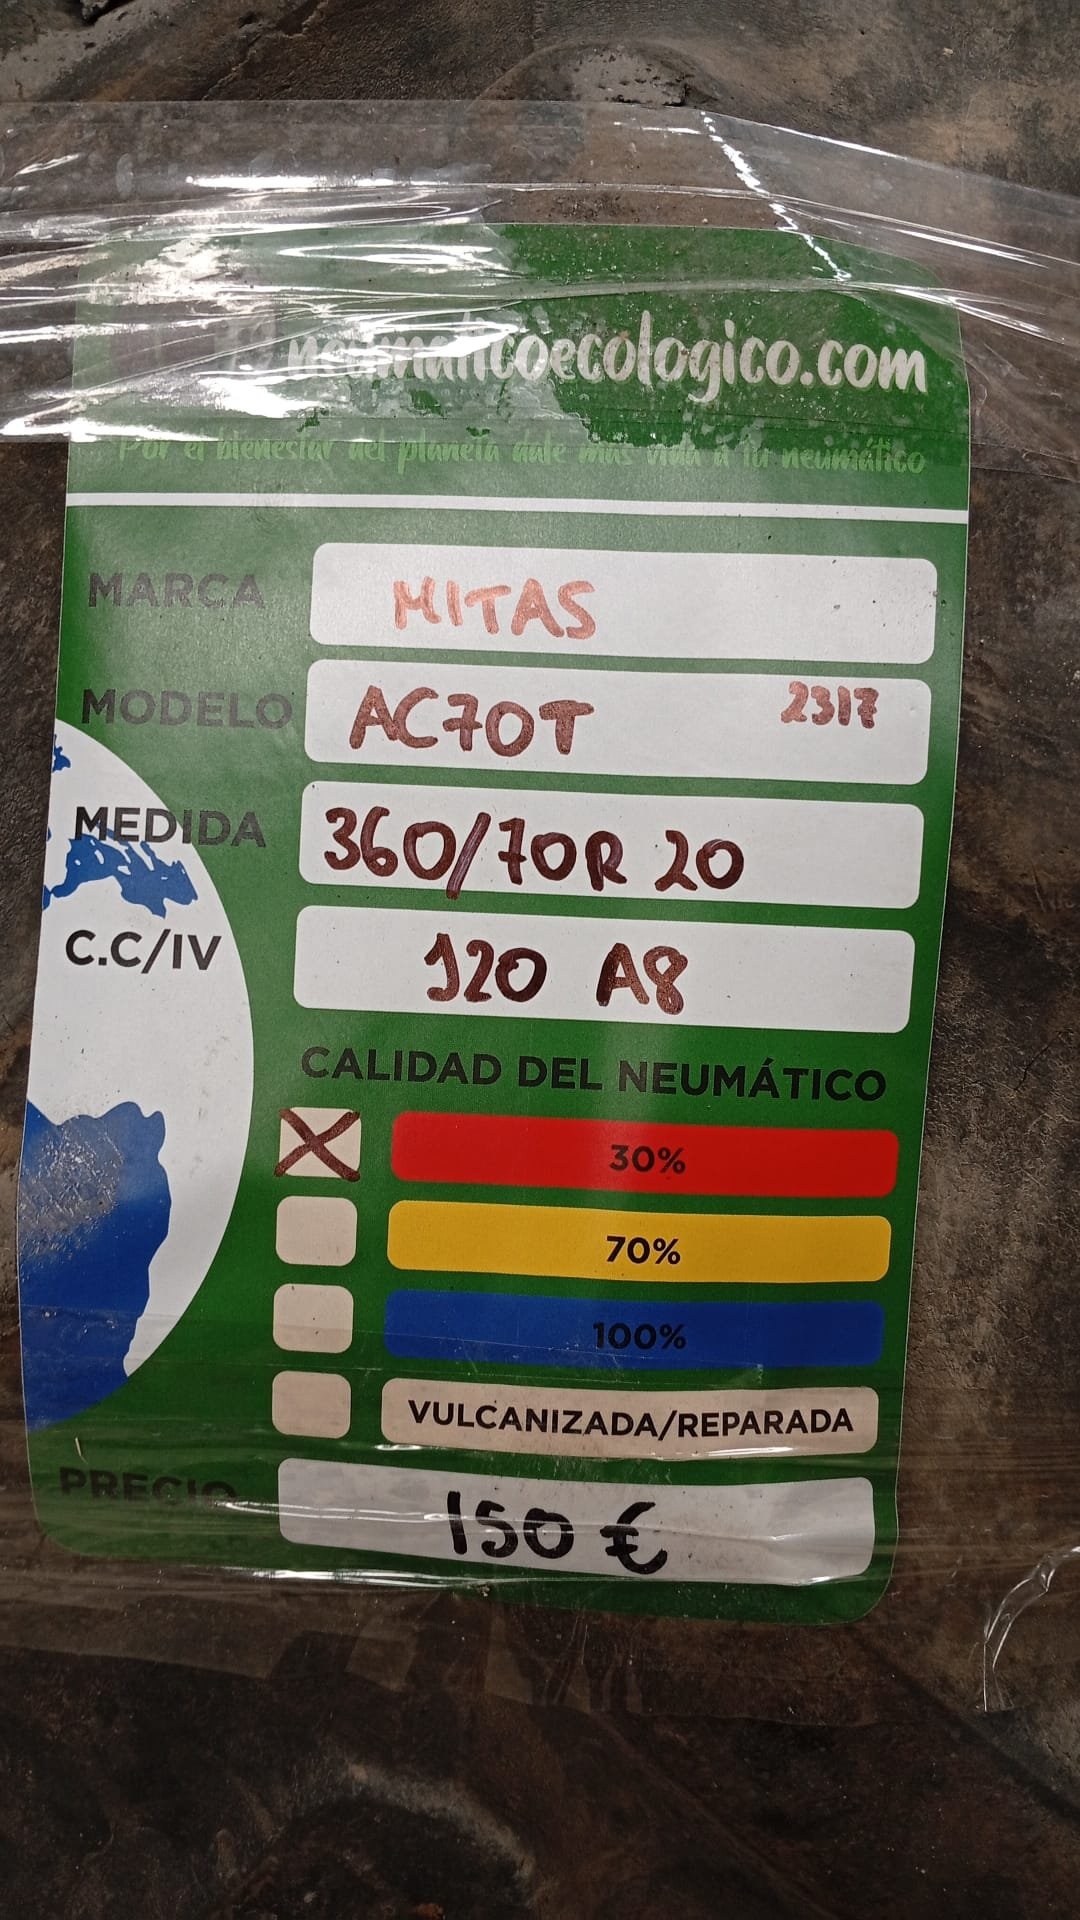 neumaticoecologico.com
Por el bienestar del planeta dale más vida a tu neumático
MARCA MITAS
MODELO AC70T 2317
MEDIDA 360/70R 20
C.C/IV 120 A8
CALIDAD DEL NEUMÁTICO
X 30%
70%
100%
VULCANIZADA/REPARADA
PRECIO 150 €